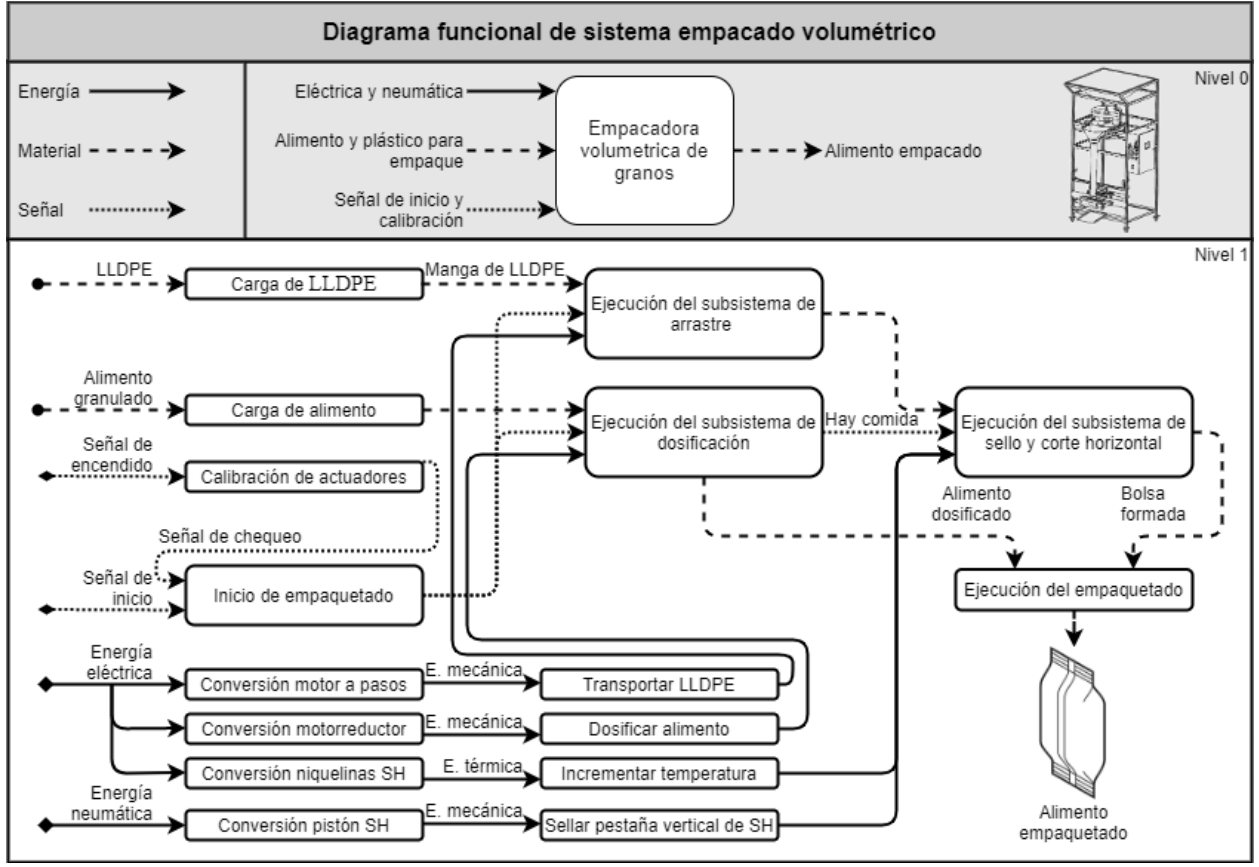 Diagrama funcional de sistema empacado volumétrico
Nivel 0
Energía
Material
Señal
Eléctrica y neumática
Alimento y plástico para
empaque
Señal de inicio y
calibración
Empacadora
volumetrica de
granos
Alimento empacado
Nivel 1
LLDPE
Carga de LLDPE
Manga de LLDPE
Ejecución del subsistema de
arrastre
Alimento
granulado
Carga de alimento
Ejecución del subsistema de
dosificación
Hay comida
Ejecución del subsistema de
sello y corte horizontal
Señal de
encendido
Calibración de actuadores
Alimento
dosificado
Bolsa
formada
Señal de chequeo
Señal de
inicio
Inicio de empaquetado
Ejecución del empaquetado
Energía
eléctrica
Conversión motor a pasos
E. mecánica
Transportar LLDPE
Conversión motorreductor
E. mecánica
Dosificar alimento
Conversión niquelinas SH
E. térmica
Incrementar temperatura
Energía
neumática
Conversión pistón SH
E. mecánica
Sellar pestaña vertical de SH
Alimento
empaquetado